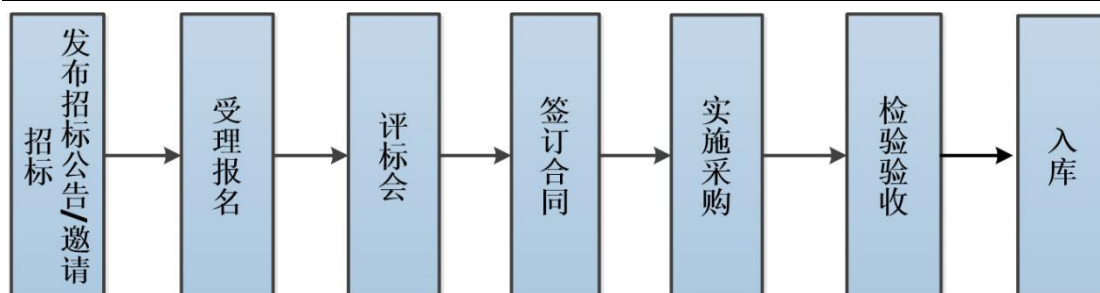 发布招标公告/邀请
招标
受理报名
评标会
签订合同
实施采购
检验验收
入库